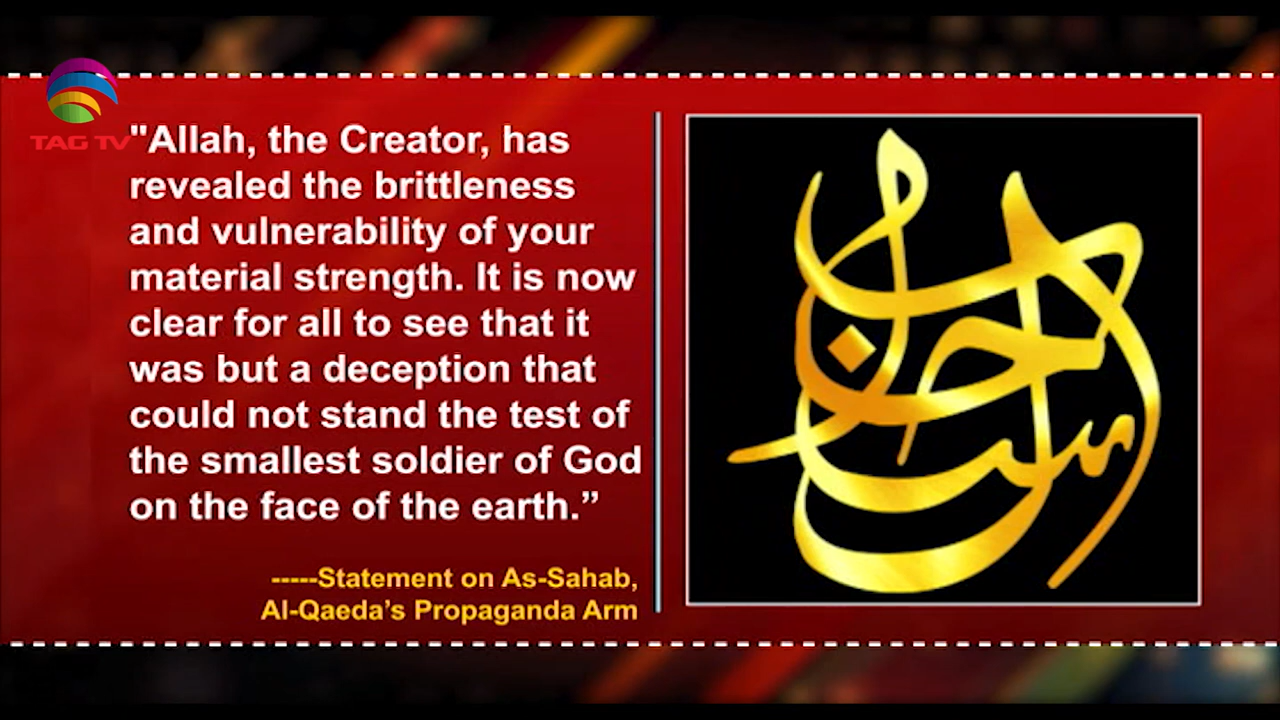 TAG TV
"Allah, the Creator, has
revealed the brittleness
and vulnerability of your
material strength. It is now
clear for all to see that it
was but a deception that
could not stand the test of
the smallest soldier of God
on the face of the earth.”
-----Statement on As-Sahab,
Al-Qaeda’s Propaganda Arm